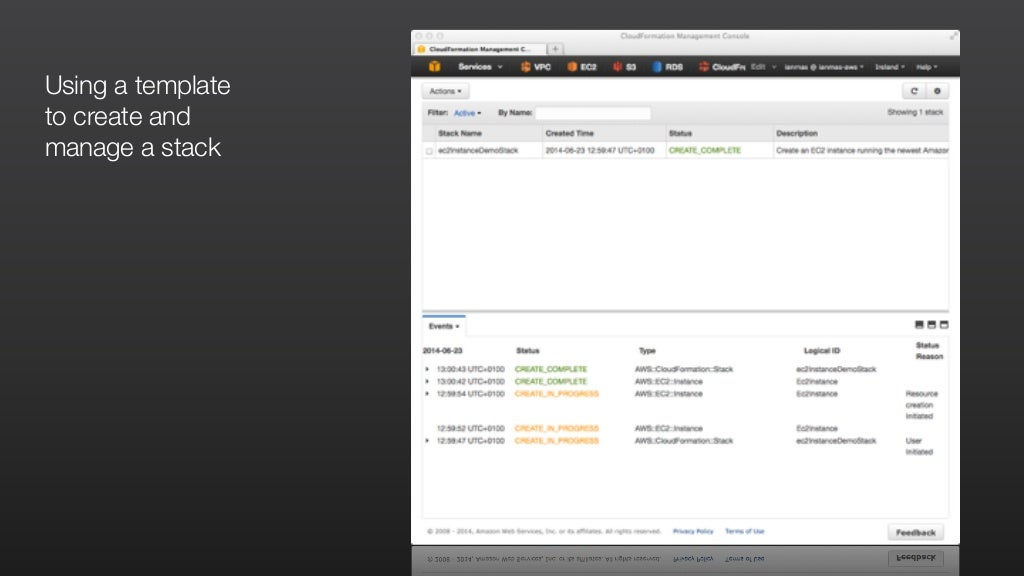 Using a template
to create and
manage a stack
CloudFormation Management Console
CloudFormation Management C...
Services VPC EC2 S3 RDS CloudFr Edit ianmas @ ianmas-aws Ireland Help
Actions
Filter: Active By Name: Showing 1 stack
Stack Name Created Time Status Description
ec2InstanceDemoStack 2014-06-23 12:59:47 UTC+0100 CREATE_COMPLETE Create an EC2 instance running the newest Amazon
Events
2014-06-23 Status Type Logical ID Status Reason
13:00:43 UTC+0100 CREATE_COMPLETE AWS::CloudFormation::Stack ec2InstanceDemoStack
13:00:42 UTC+0100 CREATE_COMPLETE AWS::EC2::Instance Ec2Instance
12:59:54 UTC+0100 CREATE_IN_PROGRESS AWS::EC2::Instance Ec2Instance Resource
creation
Initiated
12:59:52 UTC+0100 CREATE_IN_PROGRESS AWS::EC2::Instance Ec2Instance
12:59:47 UTC+0100 CREATE_IN_PROGRESS AWS::CloudFormation::Stack ec2InstanceDemoStack User
Initiated
© 2008 - 2014, Amazon Web Services, Inc. or its affiliates. All rights reserved. Privacy Policy Terms of Use Feedback